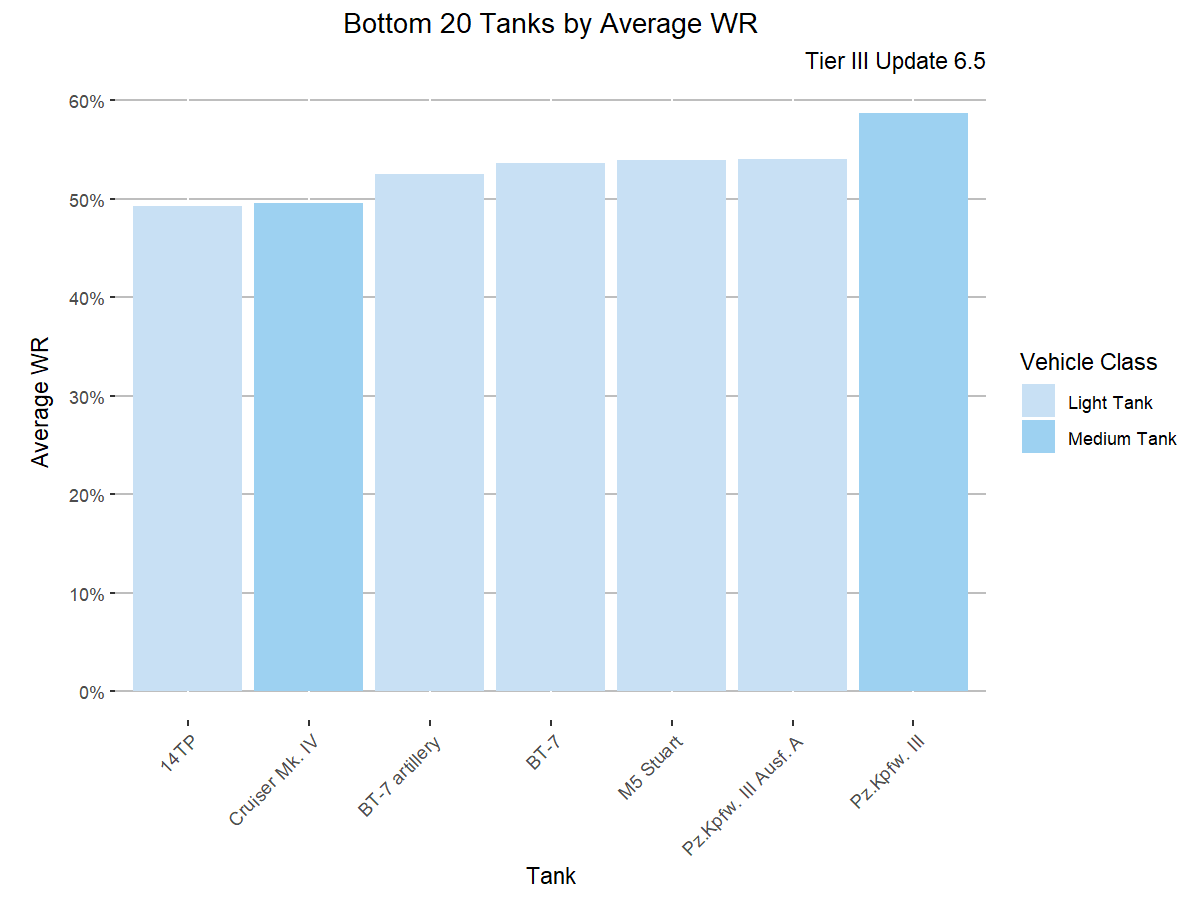 Bottom 20 Tanks by Average WR
Tier III Update 6.5
60%
50%
40%
30%
20%
10%
0%
Average WR
14TP
Cruiser Mk. IV
BT-7 artillery
BT-7
M5 Stuart
Pz.Kpfw. III Ausf. A
Pz.Kpfw. III
Tank
Vehicle Class
Light Tank
Medium Tank